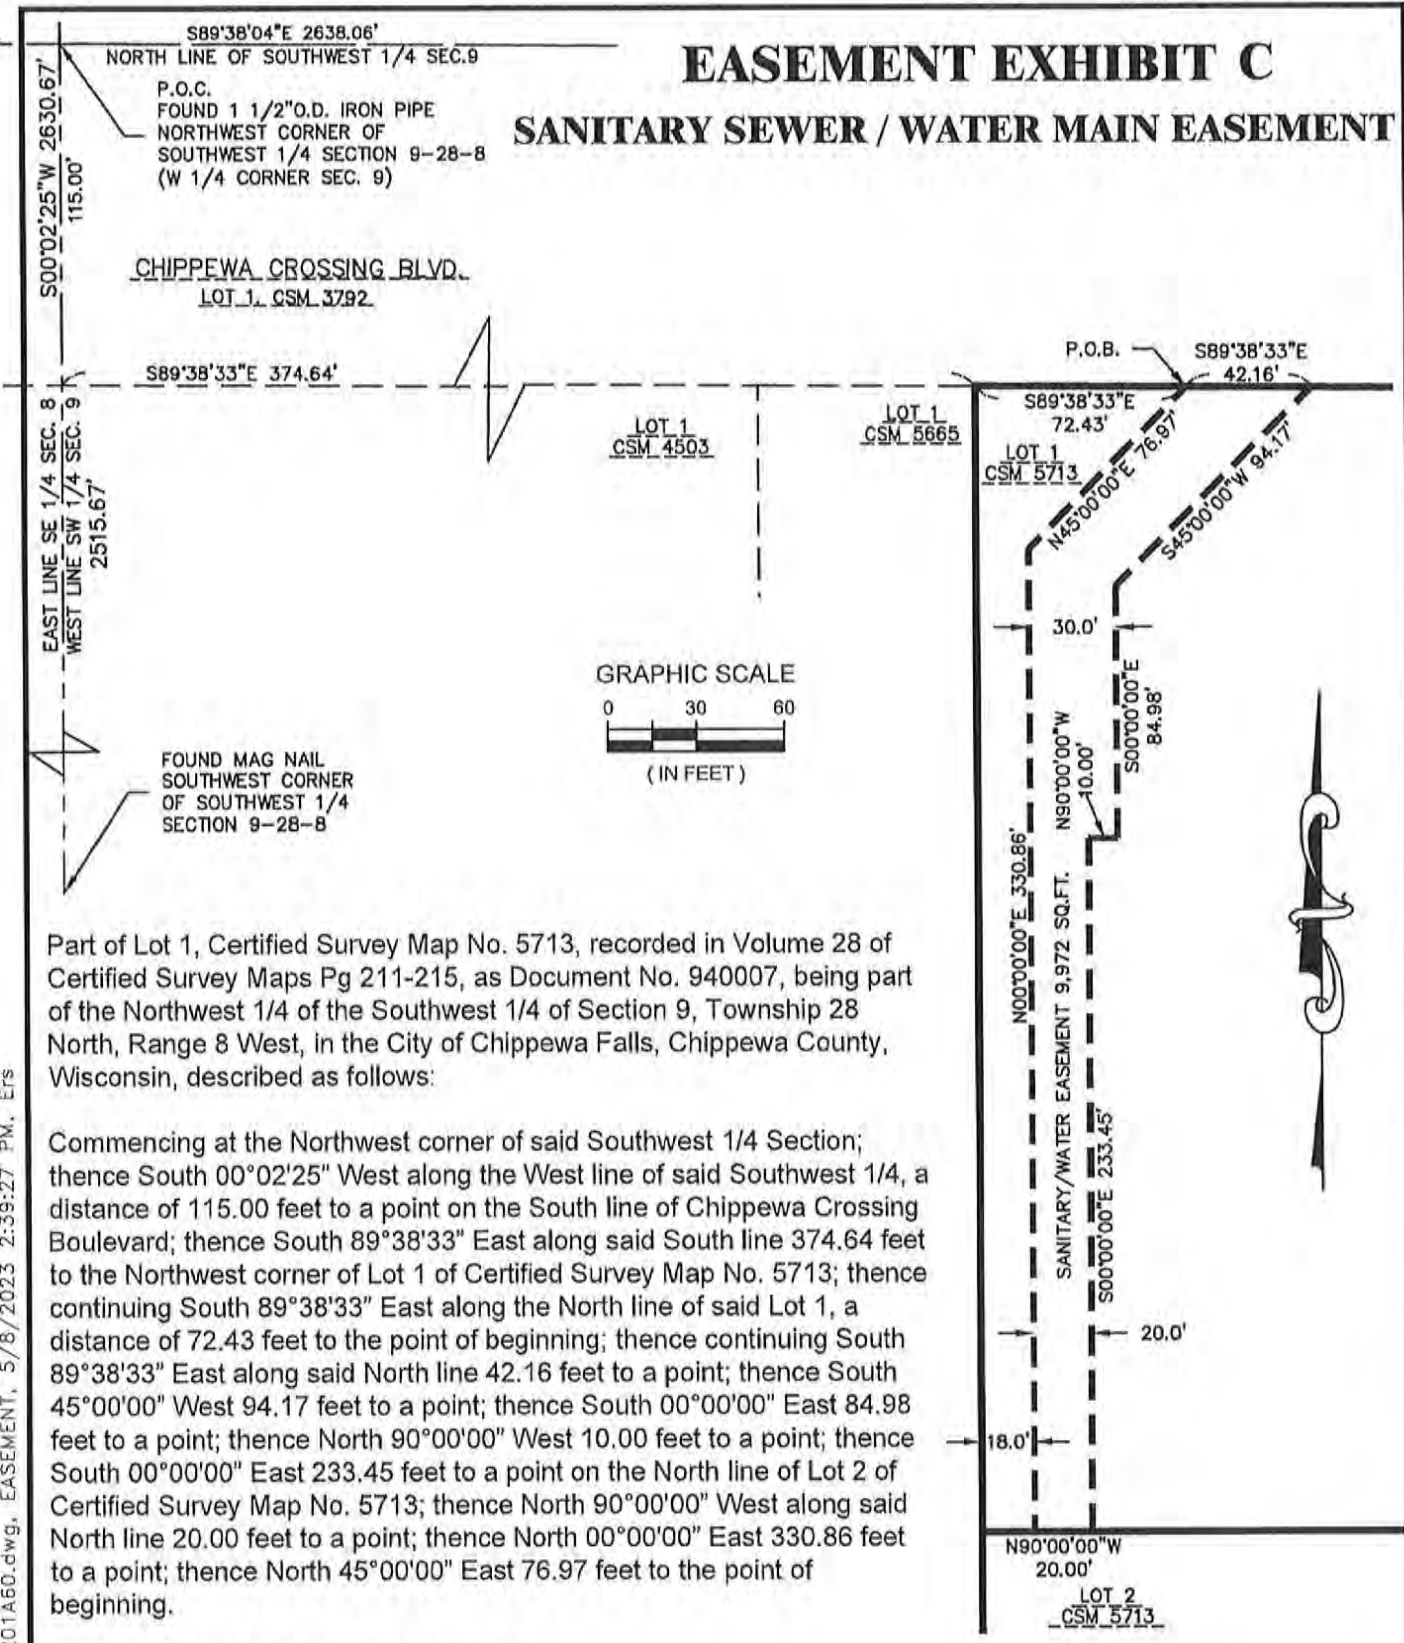 EASEMENT EXHIBIT C
SANITARY SEWER / WATER MAIN EASEMENT
S89°38'04"E 2638.06'
NORTH LINE OF SOUTHWEST 1/4 SEC.9
P.O.C.
FOUND 1 1/2"O.D. IRON PIPE
NORTHWEST CORNER OF
SOUTHWEST 1/4 SECTION 9-28-8
(W 1/4 CORNER SEC. 9)
S00°02'25"W 2630.67'
115.00'
CHIPPEWA CROSSING BLVD.
LOT 1, CSM 3792
S89°38'33"E 374.64'
P.O.B.
S89°38'33"E
42.16'
S89°38'33"E
72.43'
LOT 1
CSM 4503
LOT 1
CSM 5665
LOT 1
CSM 5713
N45°00'00"E 76.97'
S45°00'00"W 94.17'
EAST LINE SE 1/4 SEC. 8
WEST LINE SW 1/4 SEC. 9
2515.67'
30.0'
S00°00'00"E
84.98'
GRAPHIC SCALE
0 30 60
( IN FEET )
N90°00'00"W
10.00'
FOUND MAG NAIL
SOUTHWEST CORNER
OF SOUTHWEST 1/4
SECTION 9-28-8
N00°00'00"E 330.86'
SANITARY/WATER EASEMENT 9,972 SQ.FT.
S00°00'00"E 233.45'
20.0'
18.0'
N90°00'00"W
20.00'
LOT 2
CSM 5713
Part of Lot 1, Certified Survey Map No. 5713, recorded in Volume 28 of
Certified Survey Maps Pg 211-215, as Document No. 940007, being part
of the Northwest 1/4 of the Southwest 1/4 of Section 9, Township 28
North, Range 8 West, in the City of Chippewa Falls, Chippewa County,
Wisconsin, described as follows:
Commencing at the Northwest corner of said Southwest 1/4 Section;
thence South 00°02'25" West along the West line of said Southwest 1/4, a
distance of 115.00 feet to a point on the South line of Chippewa Crossing
Boulevard; thence South 89°38'33" East along said South line 374.64 feet
to the Northwest corner of Lot 1 of Certified Survey Map No. 5713; thence
continuing South 89°38'33" East along the North line of said Lot 1, a
distance of 72.43 feet to the point of beginning; thence continuing South
89°38'33" East along said North line 42.16 feet to a point; thence South
45°00'00" West 94.17 feet to a point; thence South 00°00'00" East 84.98
feet to a point; thence North 90°00'00" West 10.00 feet to a point; thence
South 00°00'00" East 233.45 feet to a point on the North line of Lot 2 of
Certified Survey Map No. 5713; thence North 90°00'00" West along said
North line 20.00 feet to a point; thence North 00°00'00" East 330.86 feet
to a point; thence North 45°00'00" East 76.97 feet to the point of
beginning.
01A60.dwg, EASEMENT, 5/8/2023 2:39:27 PM, Ers